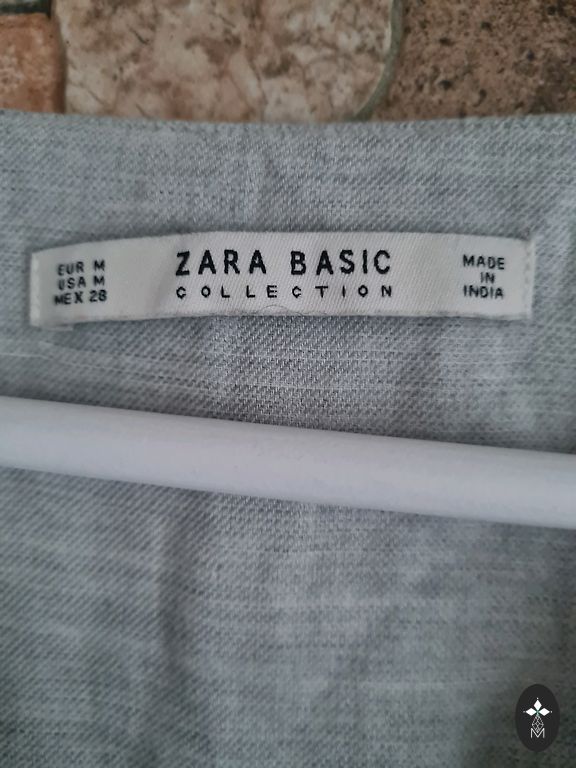 EUR M
USA M
MEX 28
ZARA BASIC
COLLECTION
MADE
IN
INDIA
M